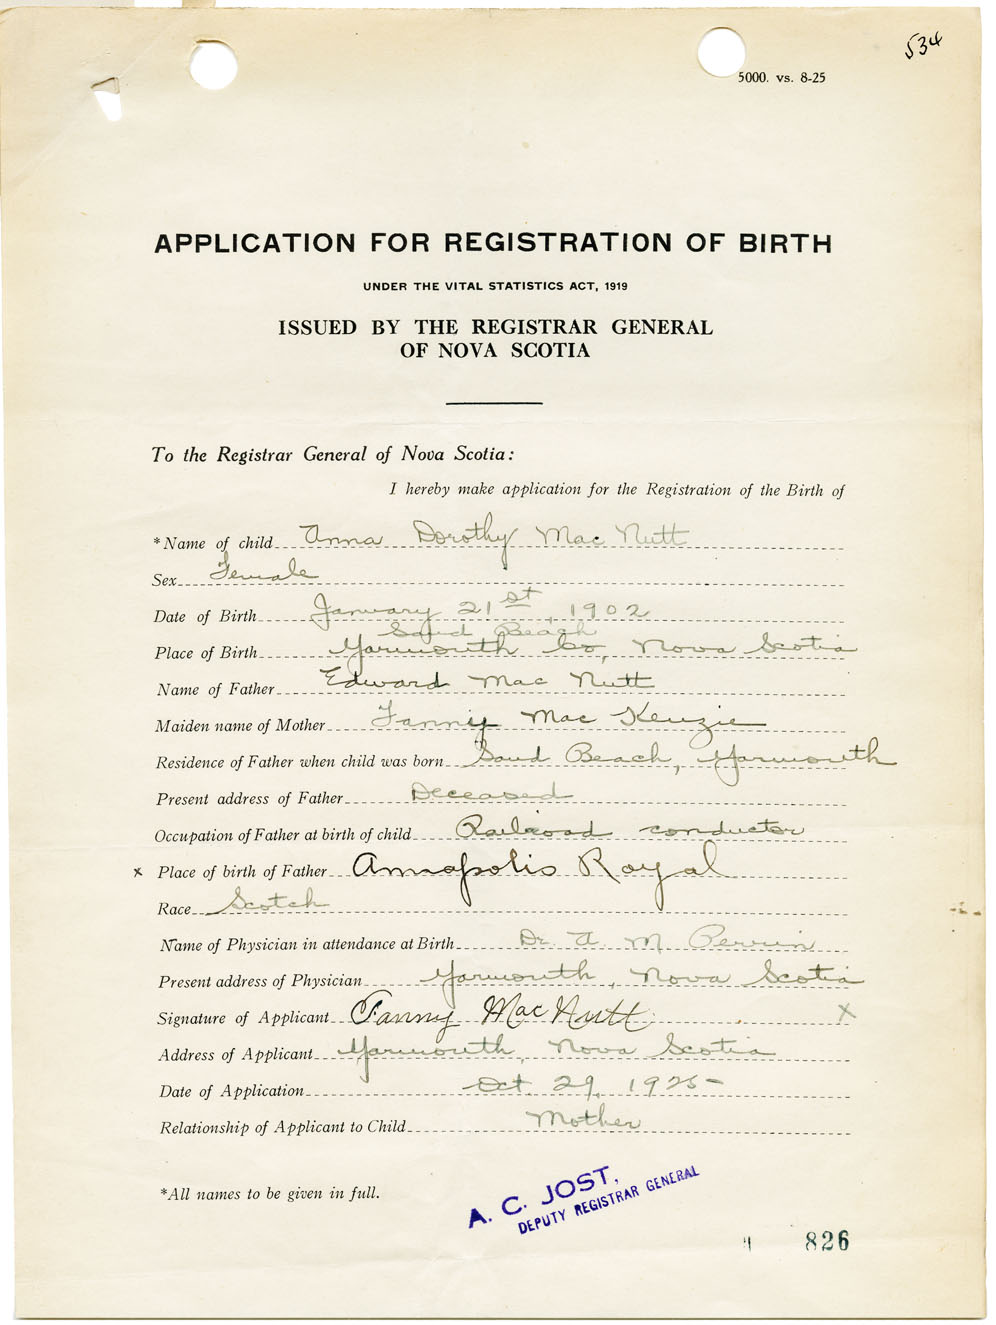 534
5000. vs. 8-25
APPLICATION FOR REGISTRATION OF BIRTH
UNDER THE VITAL STATISTICS ACT, 1919
ISSUED BY THE REGISTRAR GENERAL
OF NOVA SCOTIA
To the Registrar General of Nova Scotia:
I hereby make application for the Registration of the Birth of
*Name of child Anna Dorothy Mac Nutt
Sex Female
Date of Birth January 21st, 1902
Sand Beach
Place of Birth Yarmouth Co, Nova Scotia
Name of Father Edward Mac Nutt
Maiden name of Mother Fanny Mac Kenzie
Residence of Father when child was born Sand Beach, Yarmouth
Present address of Father Deceased
Occupation of Father at birth of child Railroad conductor
x Place of birth of Father Annapolis Royal
Race Scotch
Name of Physician in attendance at Birth Dr. A. M. Perrin
Present address of Physician Yarmouth, Nova Scotia
Signature of Applicant Fanny MacNutt x
Address of Applicant Yarmouth, Nova Scotia
Date of Application Oct. 29, 1925
Relationship of Applicant to Child Mother
*All names to be given in full.
A. C. JOST,
DEPUTY REGISTRAR GENERAL
826